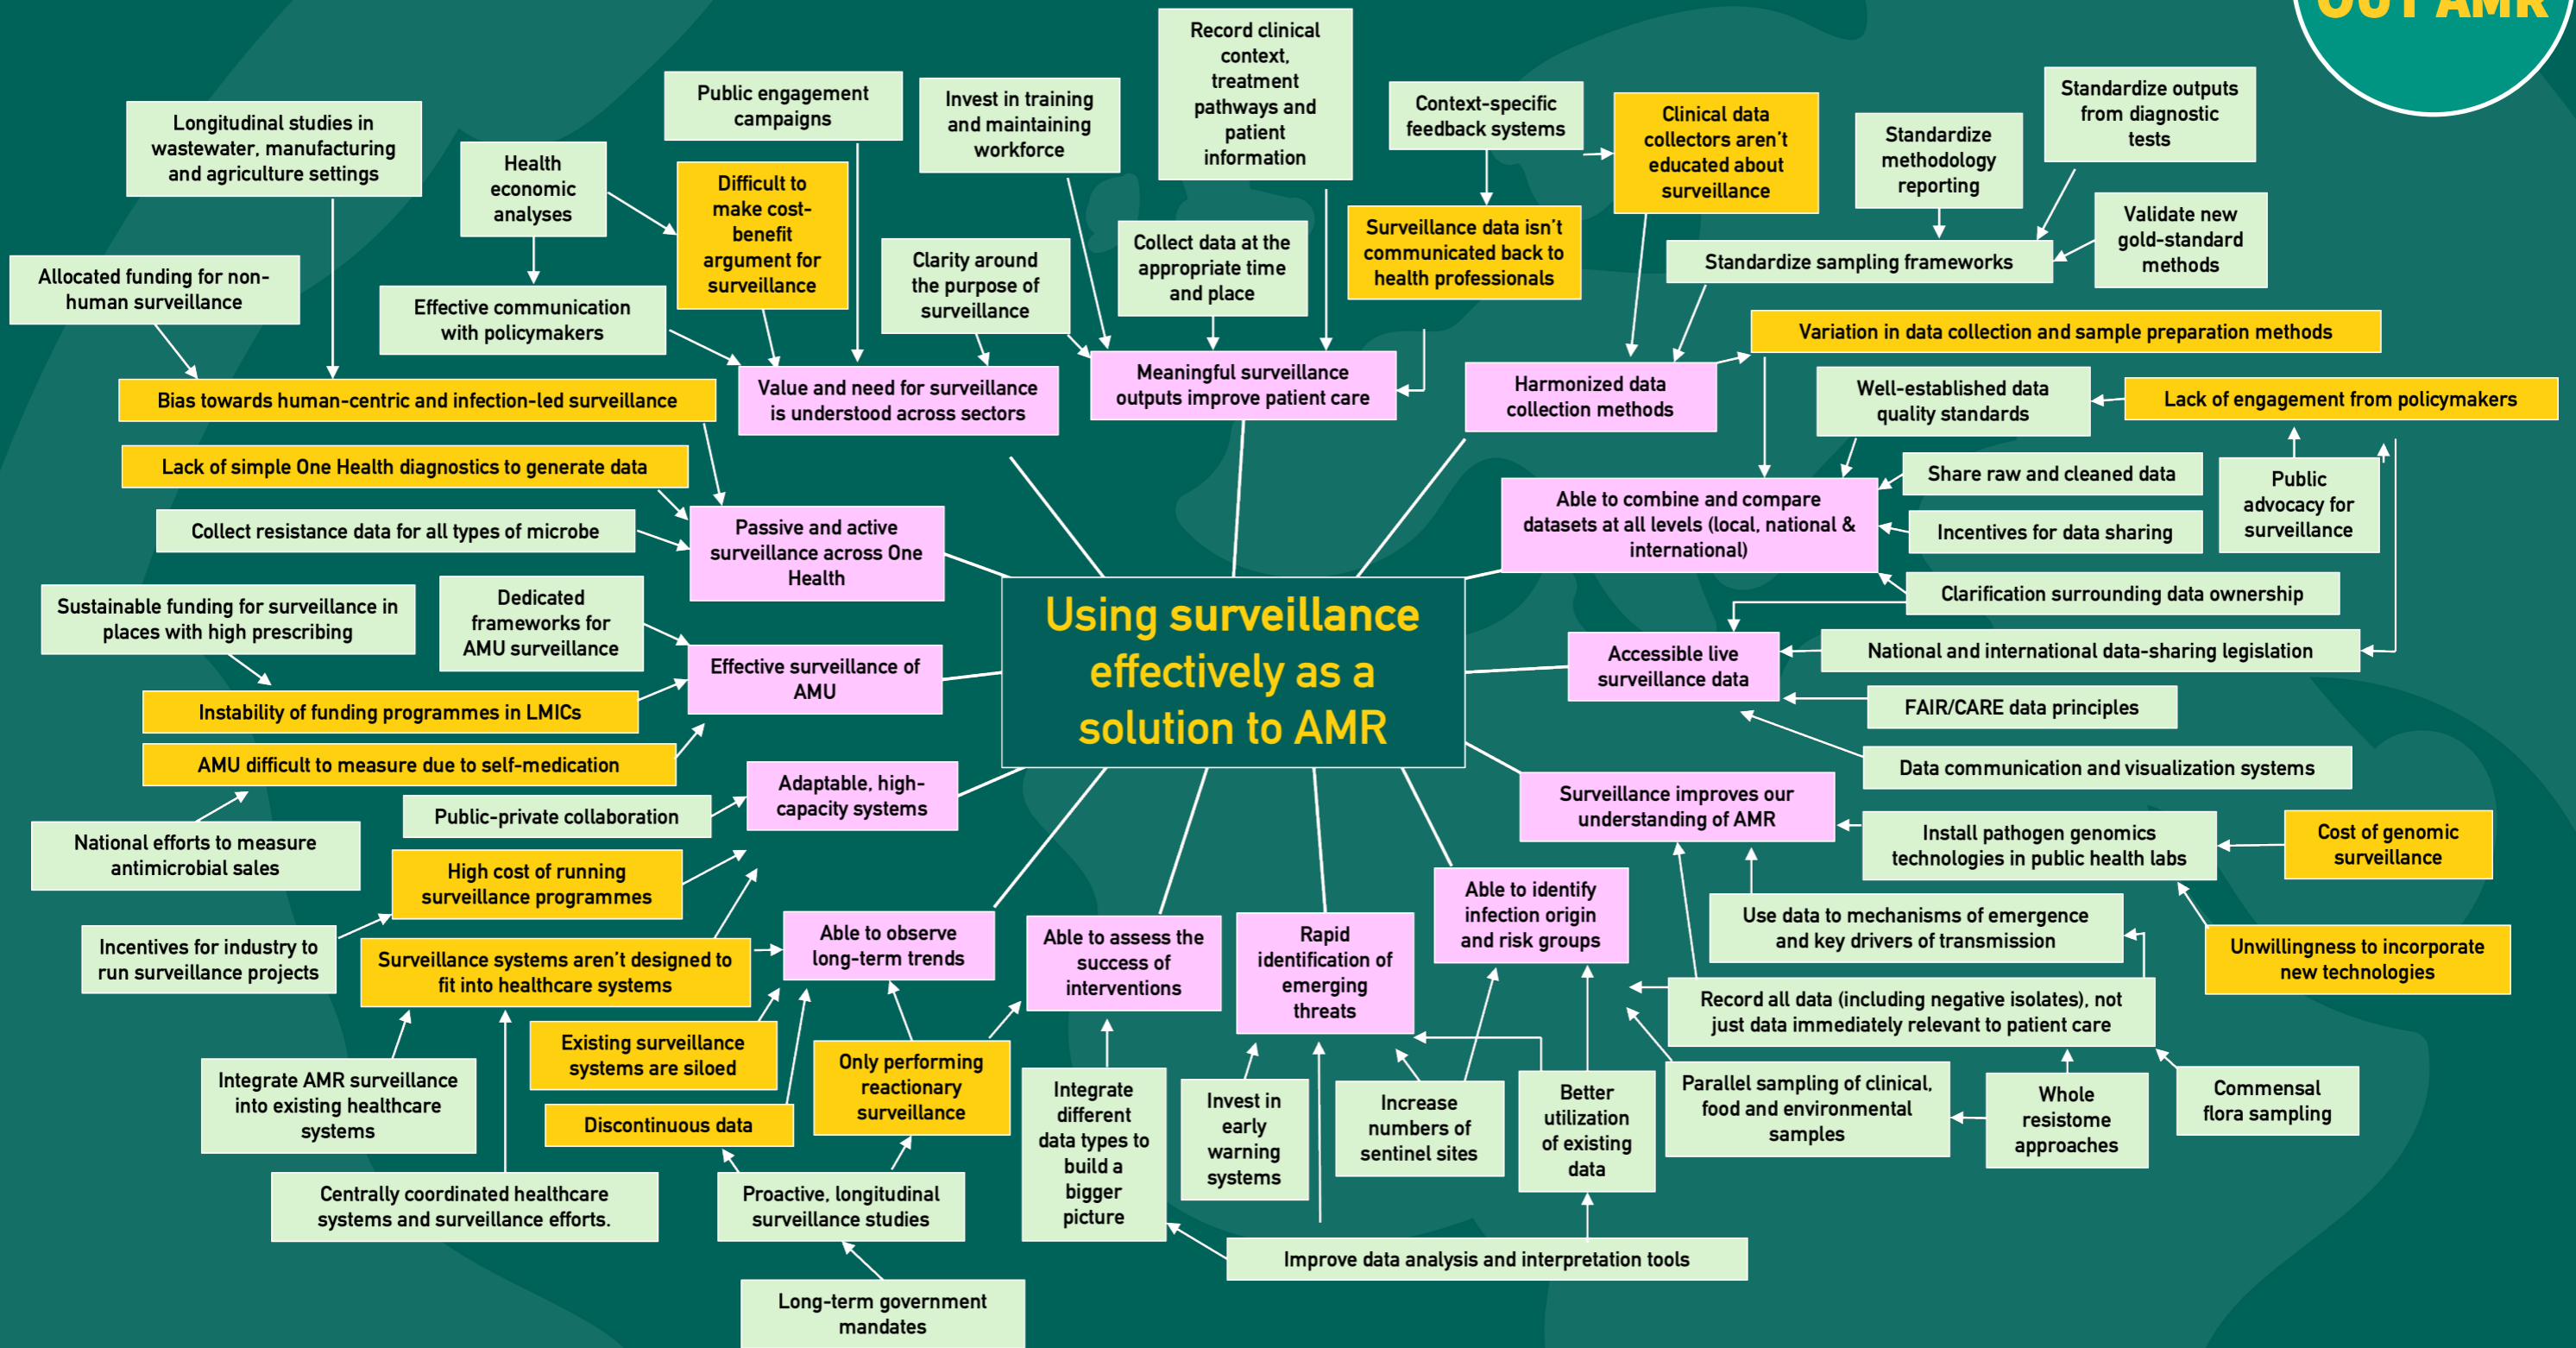 OUT AMR
Record clinical
context,
treatment
pathways and
patient
information
Public engagement
campaigns
Invest in training
and maintaining
workforce
Context-specific
feedback systems
Clinical data
collectors aren't
educated about
surveillance
Standardize outputs
from diagnostic
tests
Standardize
methodology
reporting
Longitudinal studies in
wastewater, manufacturing
and agriculture settings
Health
economic
analyses
Difficult to
make cost-
benefit
argument for
surveillance
Validate new
gold-standard
methods
Surveillance data isn't
communicated back to
health professionals
Collect data at the
appropriate time
and place
Clarity around
the purpose of
surveillance
Standardize sampling frameworks
Allocated funding for non-
human surveillance
Effective communication
with policymakers
Variation in data collection and sample preparation methods
Bias towards human-centric and infection-led surveillance
Value and need for surveillance
is understood across sectors
Meaningful surveillance
outputs improve patient care
Harmonized data
collection methods
Well-established data
quality standards
Lack of engagement from policymakers
Lack of simple One Health diagnostics to generate data
Share raw and cleaned data
Public
advocacy for
surveillance
Able to combine and compare
datasets at all levels (local, national &
international)
Incentives for data sharing
Collect resistance data for all types of microbe
Passive and active
surveillance across One
Health
Clarification surrounding data ownership
Sustainable funding for surveillance in
places with high prescribing
Dedicated
frameworks for
AMU surveillance
Using surveillance
effectively as a
solution to AMR
Effective surveillance of
AMU
Accessible live
surveillance data
National and international data-sharing legislation
FAIR/CARE data principles
Instability of funding programmes in LMICs
AMU difficult to measure due to self-medication
Data communication and visualization systems
Adaptable, high-
capacity systems
Public-private collaboration
Surveillance improves our
understanding of AMR
Install pathogen genomics
technologies in public health labs
Cost of genomic
surveillance
National efforts to measure
antimicrobial sales
High cost of running
surveillance programmes
Able to identify
infection origin
and risk groups
Use data to mechanisms of emergence
and key drivers of transmission
Unwillingness to incorporate
new technologies
Incentives for industry to
run surveillance projects
Surveillance systems aren't designed to
fit into healthcare systems
Able to observe
long-term trends
Able to assess the
success of
interventions
Rapid
identification of
emerging
threats
Record all data (including negative isolates), not
just data immediately relevant to patient care
Existing surveillance
systems are siloed
Only performing
reactionary
surveillance
Integrate AMR surveillance
into existing healthcare
systems
Discontinuous data
Integrate
different
data types to
build a
bigger
picture
Invest in
early
warning
systems
Increase
numbers of
sentinel sites
Better
utilization
of existing
data
Parallel sampling of clinical,
food and environmental
samples
Whole
resistome
approaches
Commensal
flora sampling
Centrally coordinated healthcare
systems and surveillance efforts.
Proactive, longitudinal
surveillance studies
Improve data analysis and interpretation tools
Long-term government
mandates